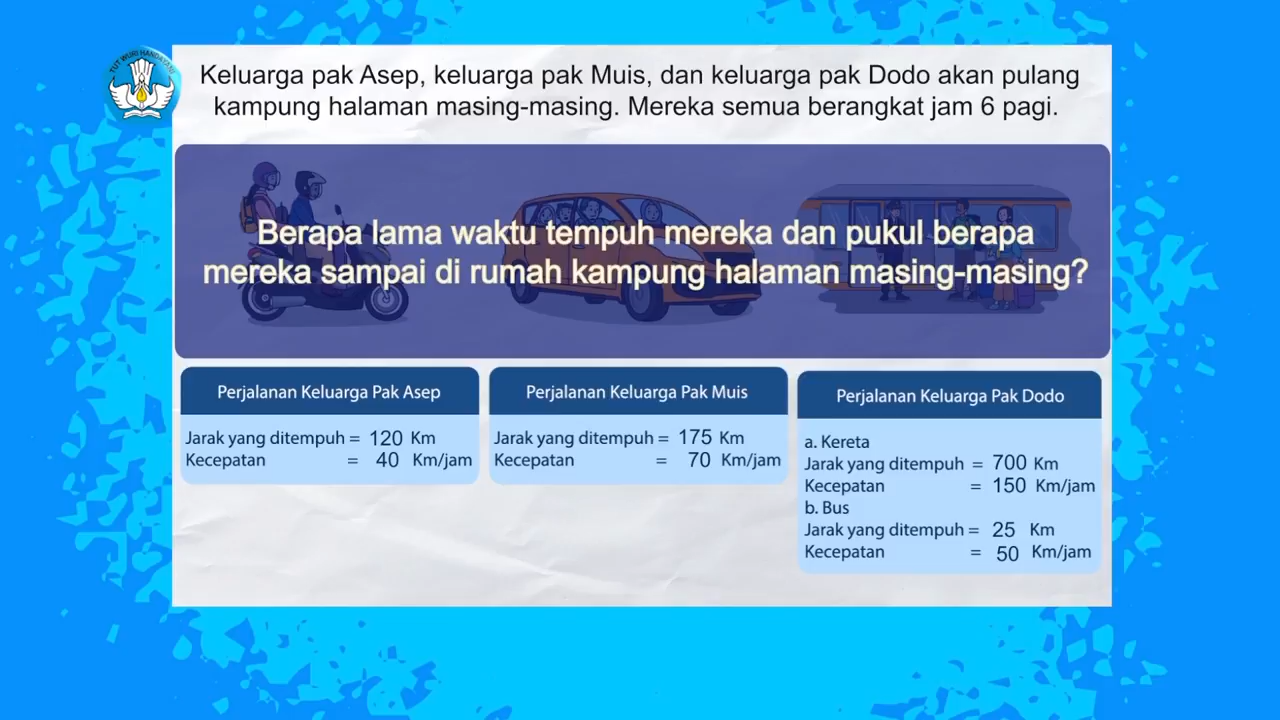 TUT WURI HANDAYANI
Keluarga pak Asep, keluarga pak Muis, dan keluarga pak Dodo akan pulang
kampung halaman masing-masing. Mereka semua berangkat jam 6 pagi.
Berapa lama waktu tempuh mereka dan pukul berapa
mereka sampai di rumah kampung halaman masing-masing?
Perjalanan Keluarga Pak Asep
Jarak yang ditempuh = 120 Km
Kecepatan = 40 Km/jam
Perjalanan Keluarga Pak Muis
Jarak yang ditempuh = 175 Km
Kecepatan = 70 Km/jam
Perjalanan Keluarga Pak Dodo
a. Kereta
Jarak yang ditempuh = 700 Km
Kecepatan = 150 Km/jam
b. Bus
Jarak yang ditempuh = 25 Km
Kecepatan = 50 Km/jam